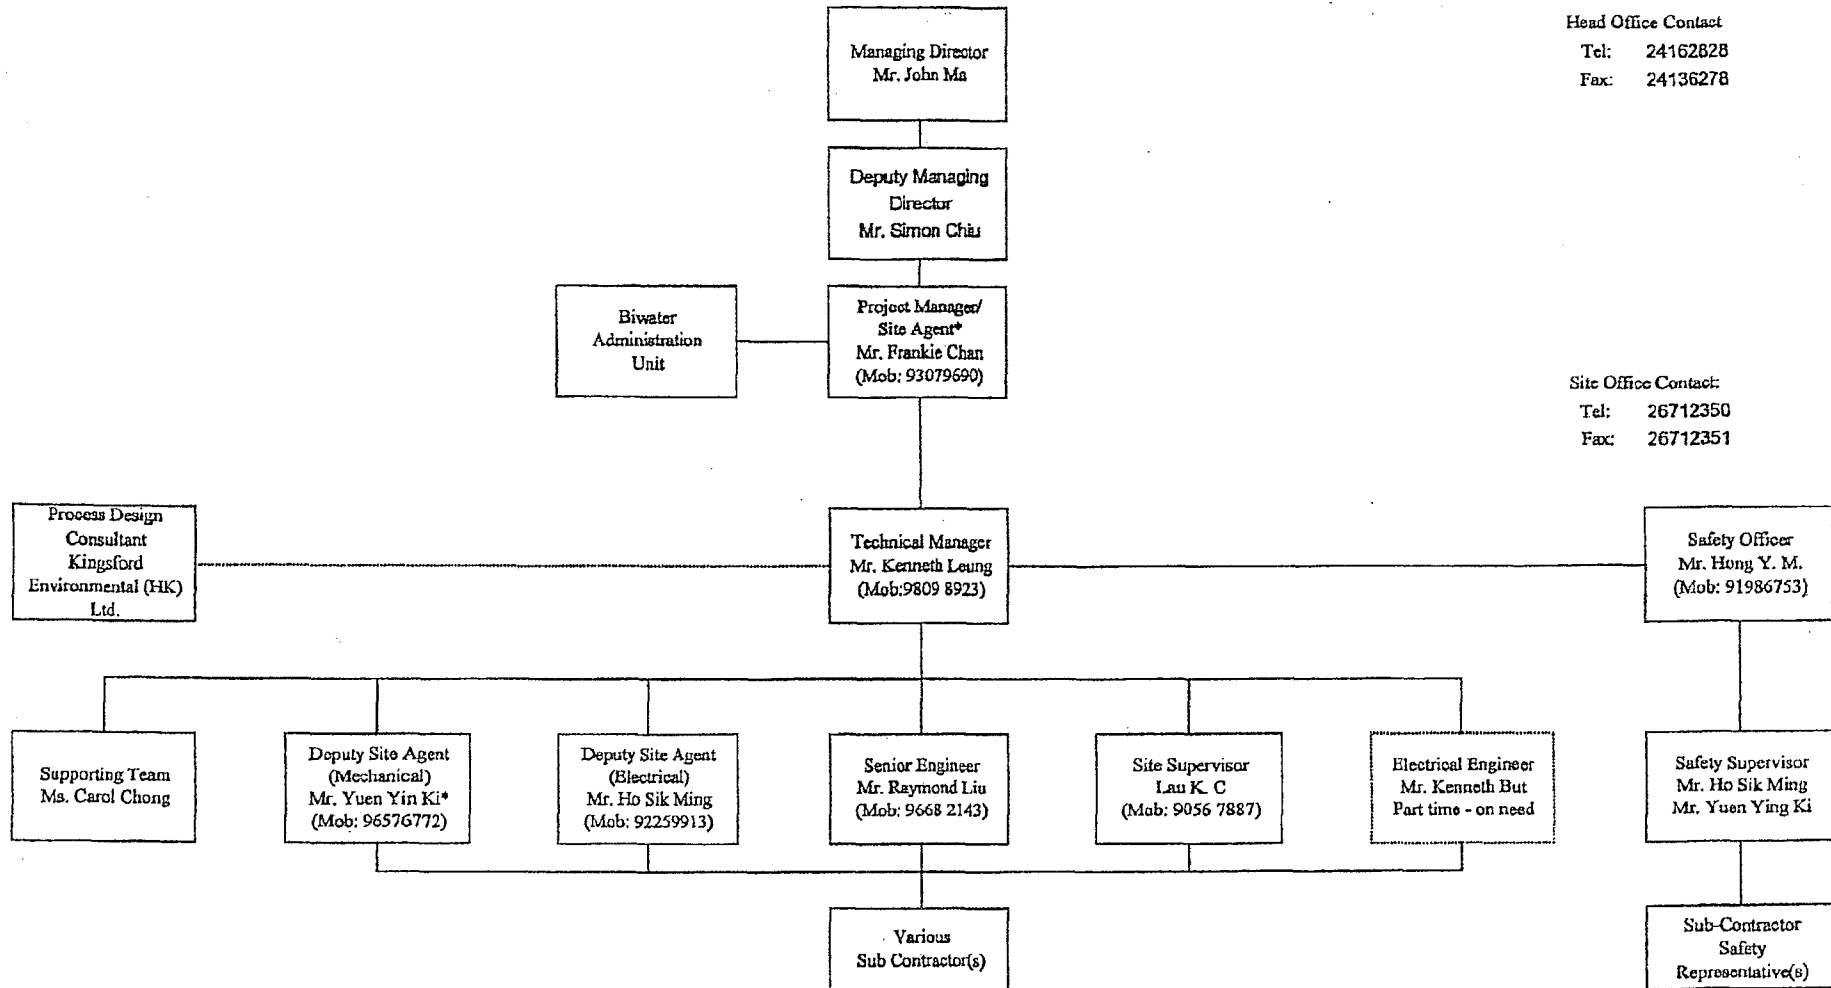 Managing Director
Mr. John Ma
Head Office Contact
Tel: 24162828
Fax: 24136278
Deputy Managing
Director
Mr. Simon Chiu
Biwater
Administration
Unit
Project Manager/
Site Agent*
Mr. Frankie Chan
(Mob: 93079690)
Site Office Contact:
Tel: 26712350
Fax: 26712351
Process Design
Consultant
Kingsford
Environmental (HK)
Ltd.
Technical Manager
Mr. Kenneth Leung
(Mob:9809 8923)
Safety Officer
Mr. Hong Y. M.
(Mob: 91986753)
Supporting Team
Ms. Carol Chong
Deputy Site Agent
(Mechanical)
Mr. Yuen Yin Ki*
(Mob: 96576772)
Deputy Site Agent
(Electrical)
Mr. Ho Sik Ming
(Mob: 92259913)
Senior Engineer
Mr. Raymond Liu
(Mob: 9668 2143)
Site Supervisor
Lau K. C
(Mob: 9056 7887)
Electrical Engineer
Mr. Kenneth But
Part time - on need
Safety Supervisor
Mr. Ho Sik Ming
Mr. Yuen Ying Ki
Various
Sub Contractor(s)
Sub-Contractor
Safety
Representative(s)